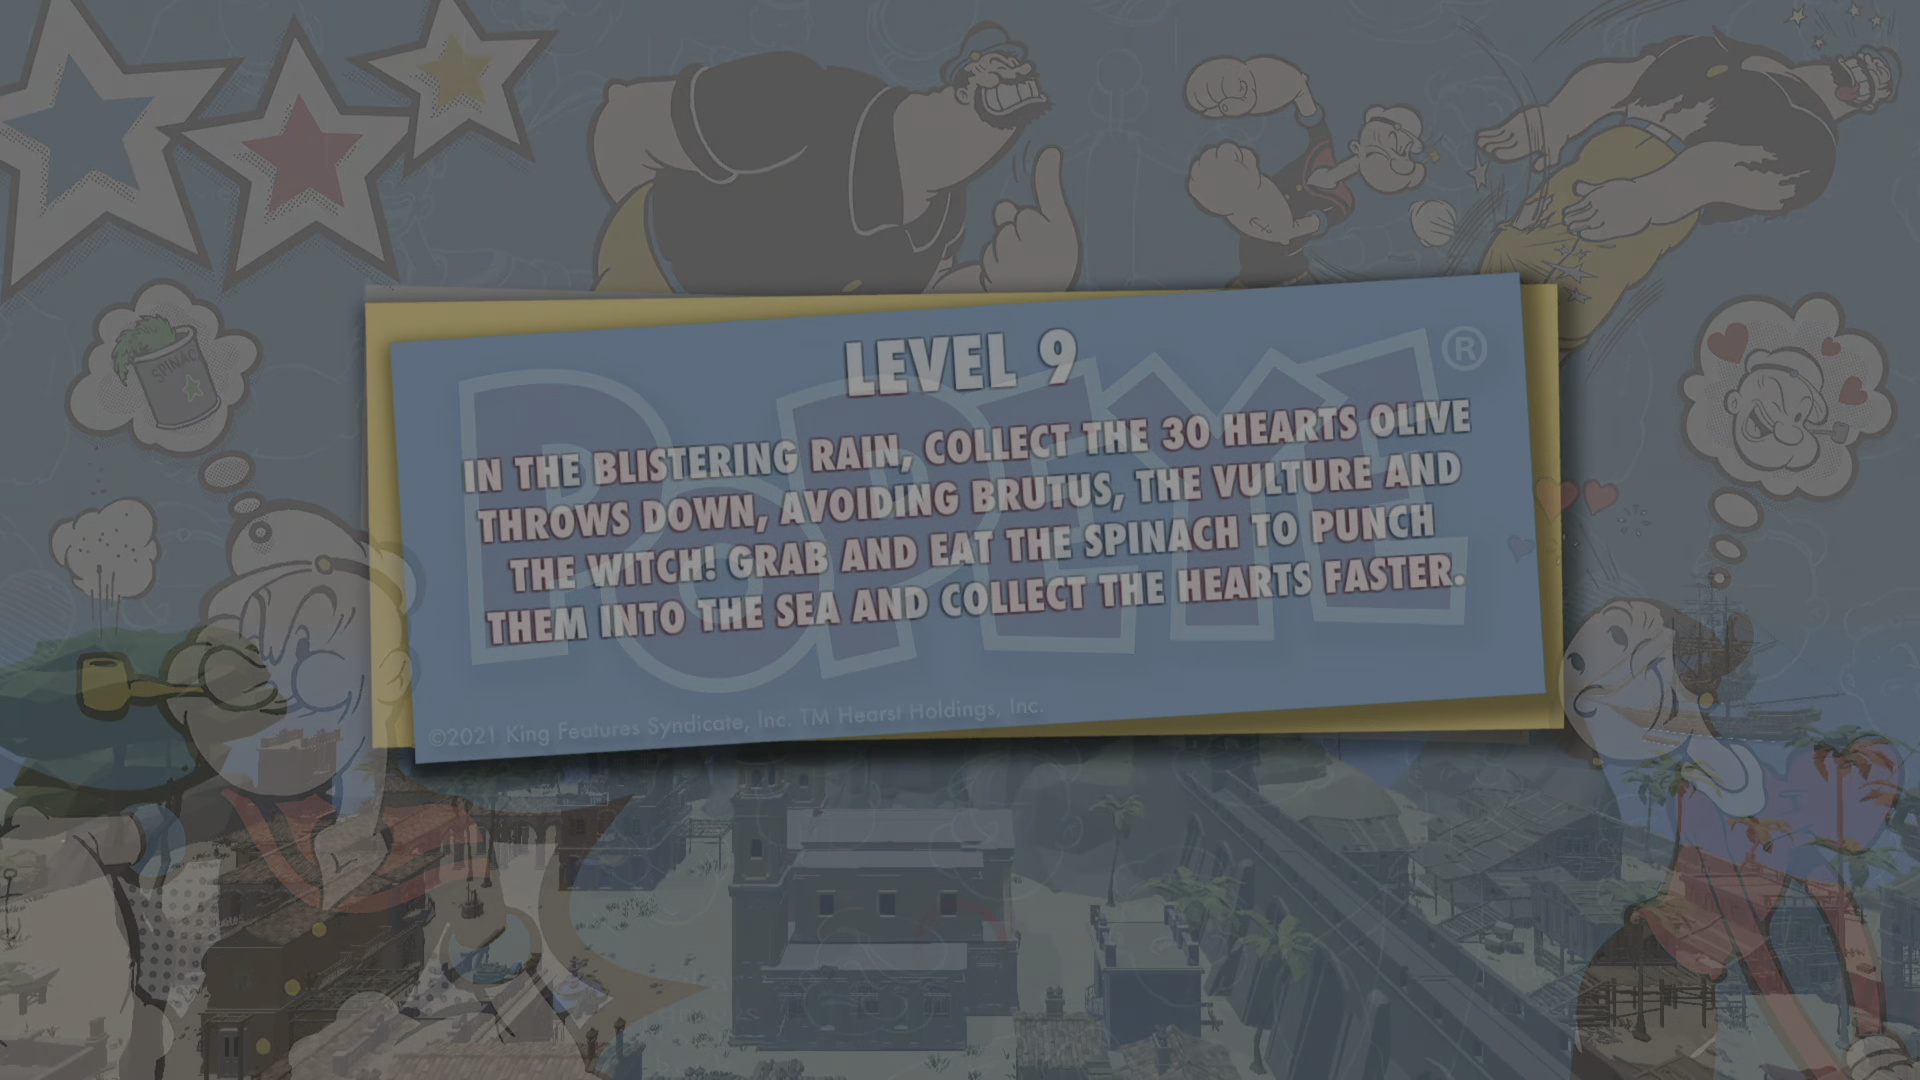 SPINAC
LEVEL 9
POPEYE®
IN THE BLISTERING RAIN, COLLECT THE 30 HEARTS OLIVE
THROWS DOWN, AVOIDING BRUTUS, THE VULTURE AND
THE WITCH! GRAB AND EAT THE SPINACH TO PUNCH
THEM INTO THE SEA AND COLLECT THE HEARTS FASTER.
©2021 King Features Syndicate, Inc. TM Hearst Holdings, Inc.